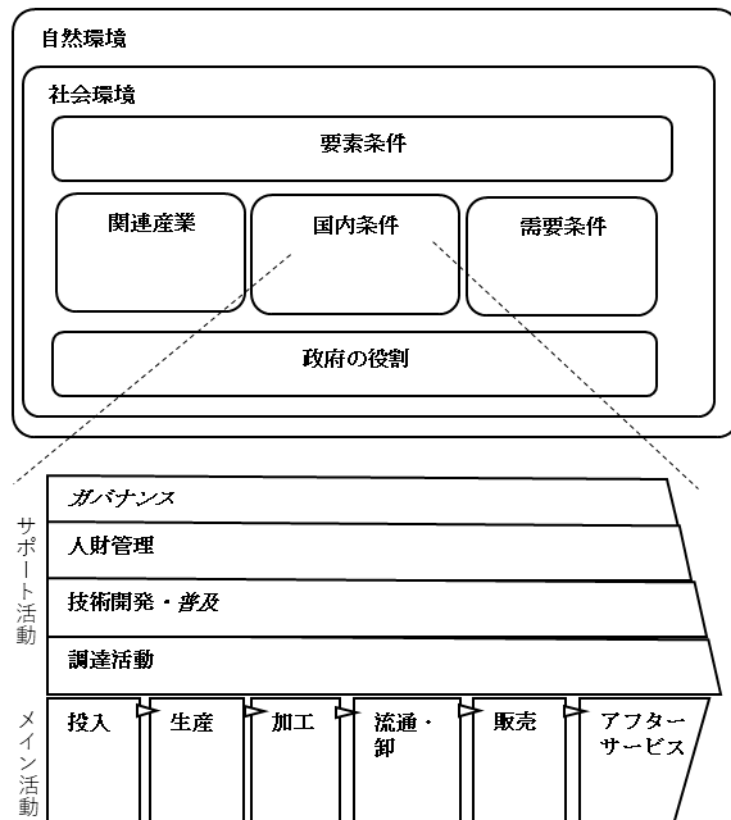 自然環境
社会環境
要素条件
関連産業
国内条件
需要条件
政府の役割
サポート活動
ガバナンス
人財管理
技術開発・普及
調達活動
メイン活動
投入
生産
加工
流通・
卸
販売
アフター
サービス